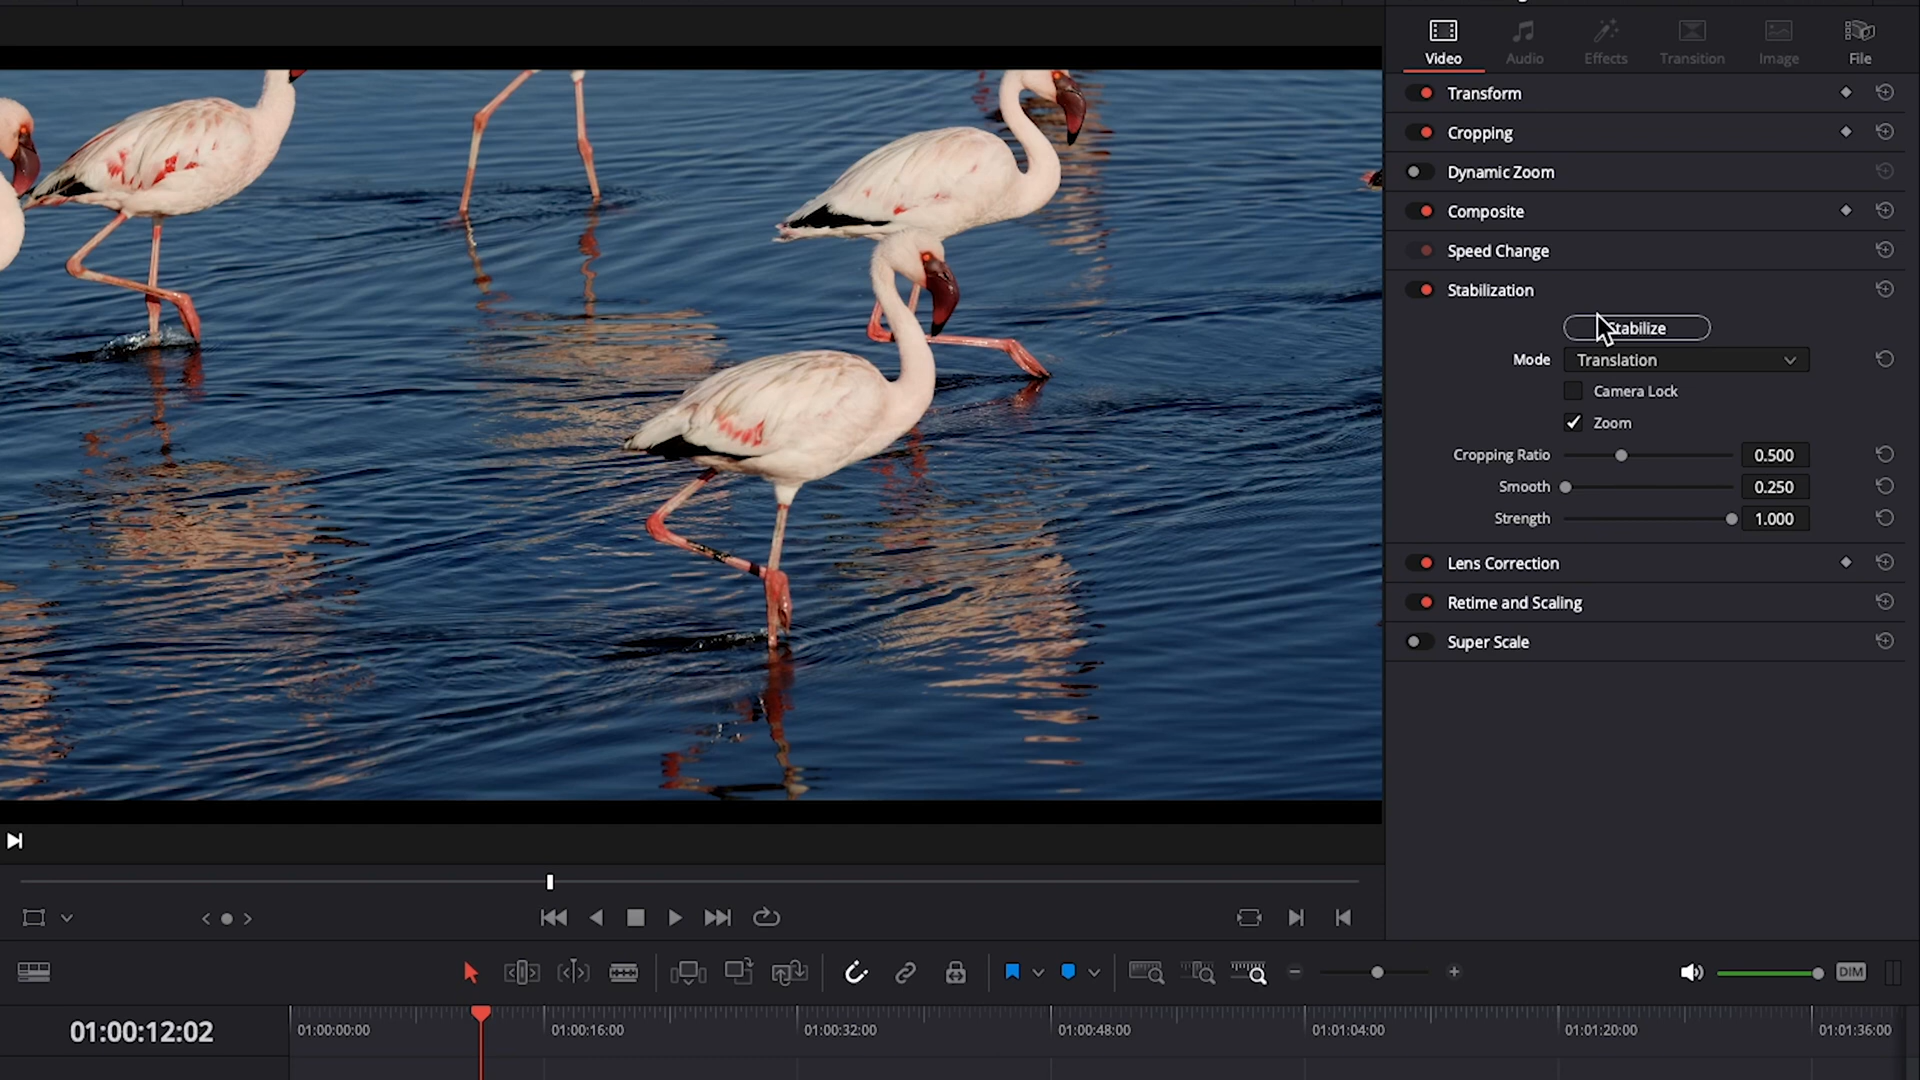 Video Audio Effects Transition Image File
Transform
Cropping
Dynamic Zoom
Composite
Speed Change
Stabilization
Stabilize
Mode Translation
Camera Lock
Zoom
Cropping Ratio 0.500
Smooth 0.250
Strength 1.000
Lens Correction
Retime and Scaling
Super Scale
DIM
01:00:12:02 01:00:00:00 01:00:16:00 01:00:32:00 01:00:48:00 01:01:04:00 01:01:20:00 01:01:36:00